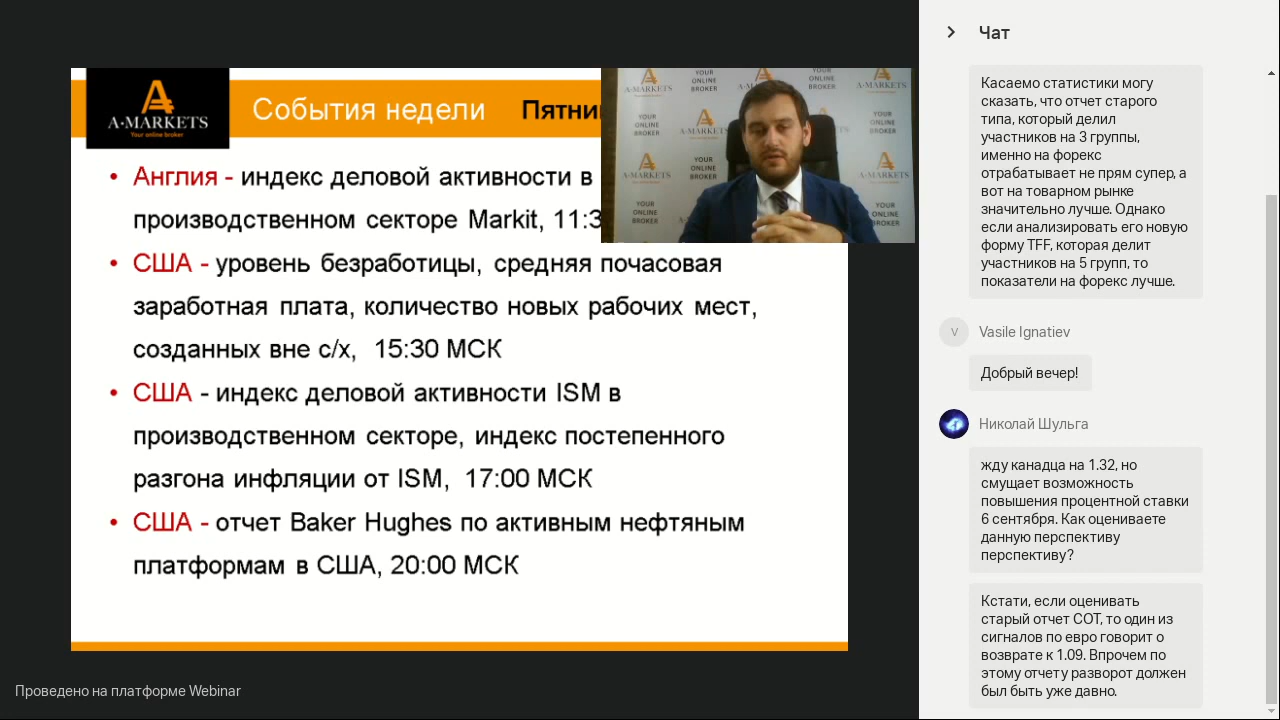 A-MARKETS
Your online broker
События недели
• Англия - индекс деловой активности в
производственном секторе Markit,
• США - уровень безработицы, средняя почасовая
заработная плата, количество новых рабочих мест,
созданных вне с/х, 15:30 МСК
• США - индекс деловой активности ISM в
производственном секторе, индекс постепенного
разгона инфляции от ISM, 17:00 МСК
• США - отчет Baker Hughes по активным нефтяным
платформам в США, 20:00 МСК
YOUR
ONLINE
BROKER
A-MARKETS
Проведено на платформе Webinar
Чат
Касаемо статистики могу
сказать, что отчет старого
типа, который делил
участников на 3 группы,
именно на форекс
отрабатывает не прям супер, а
вот на товарном рынке
значительно лучше. Однако
если анализировать его новую
форму TFF, которая делит
участников на 5 групп, то
показатели на форекс лучше.
V
Vasile Ignatiev
Добрый вечер!
Николай Шульга
жду канадца на 1.32, но
смущает возможность
повышения процентной ставки
6 сентября. Как оцениваете
данную перспективу
перспективу?
Кстати, если оценивать
старый отчет СОТ, то один из
сигналов по евро говорит о
возврате к 1.09. Впрочем по
этому отчету разворот должен
был быть уже давно.